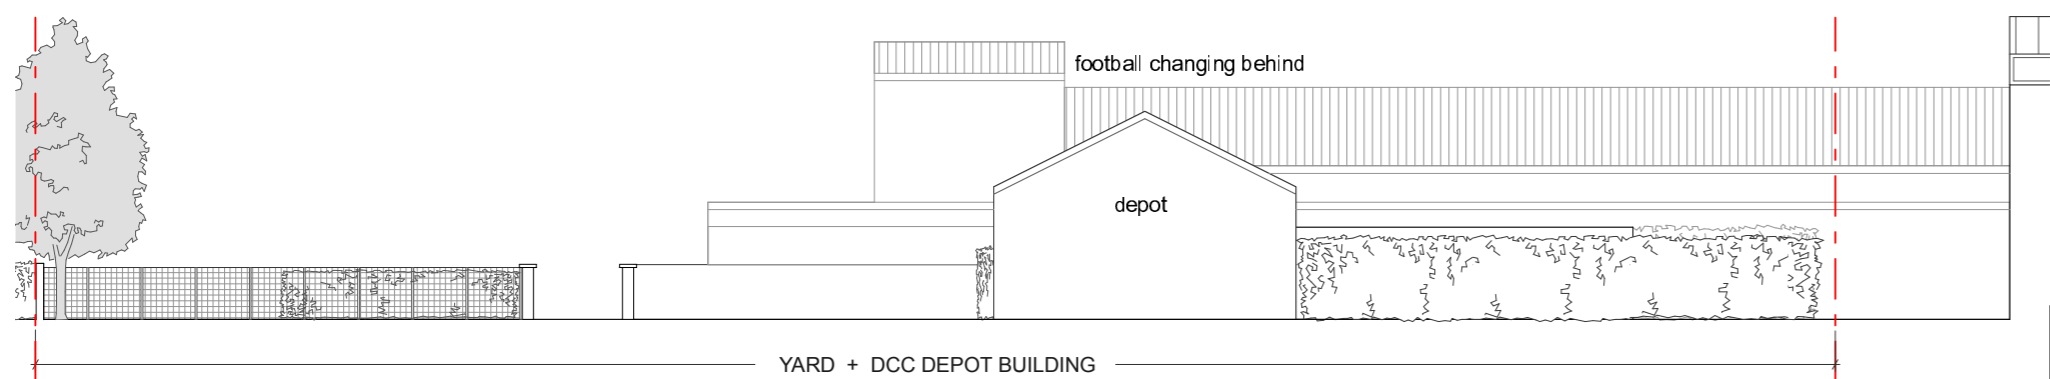 football changing behind
depot
YARD + DCC DEPOT BUILDING